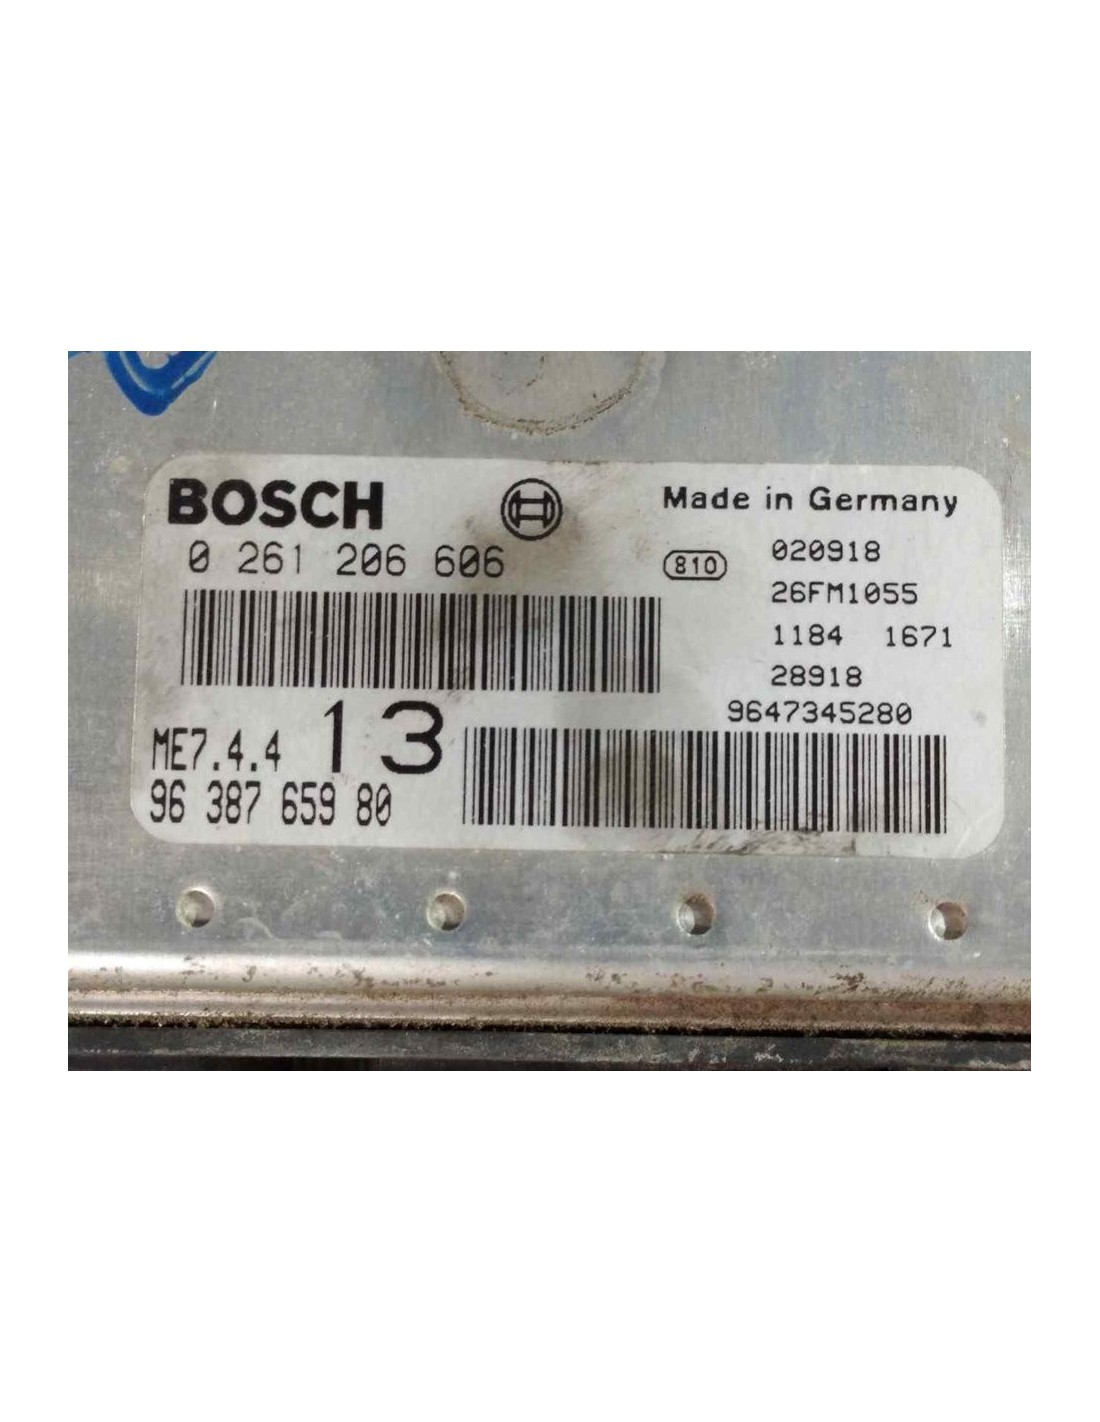 BOSCH
0 261 206 606
Made in Germany
810
020918
26FM1055
1184 1671
28918
9647345280
ME7.4.4 13
96 387 659 80